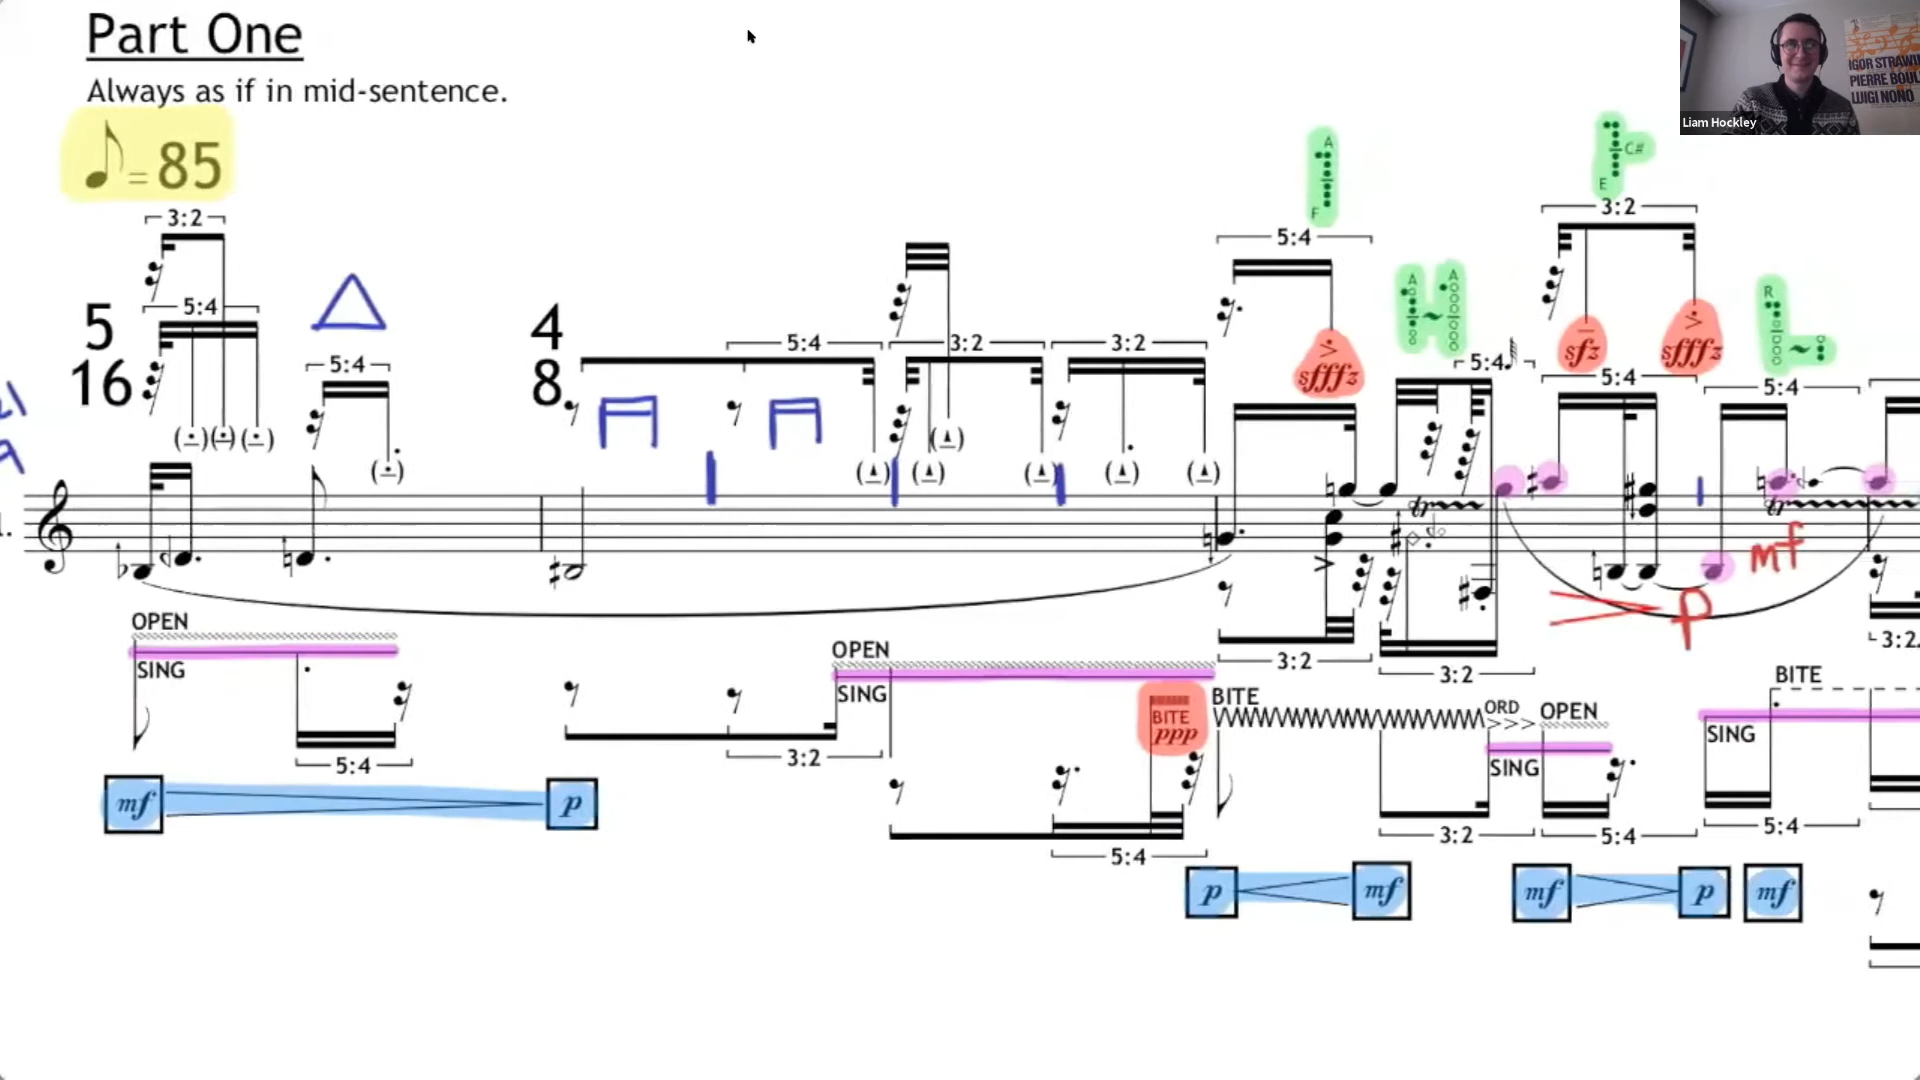 Part One
Always as if in mid-sentence.
IGOR STRAWI
PIERRE BOUL
LUIGI NONO
Liam Hockley
= 85
A
C#
F
E
3:2
5:4
3:2
5:4
A
A
R
5
16
4
8
5:4
3:2
5:4
3:2
5:4
sfffz
sfz
sfffz
5:4
5:4
5:4
mf
p
OPEN
SING
OPEN
SING
BITE
ppp
BITE
ORD >>>
OPEN
SING
BITE
SING
3:2
3:2
3:2
5:4
3:2
5:4
3:2
5:4
5:4
mf
p
p
mf
mf
p
mf